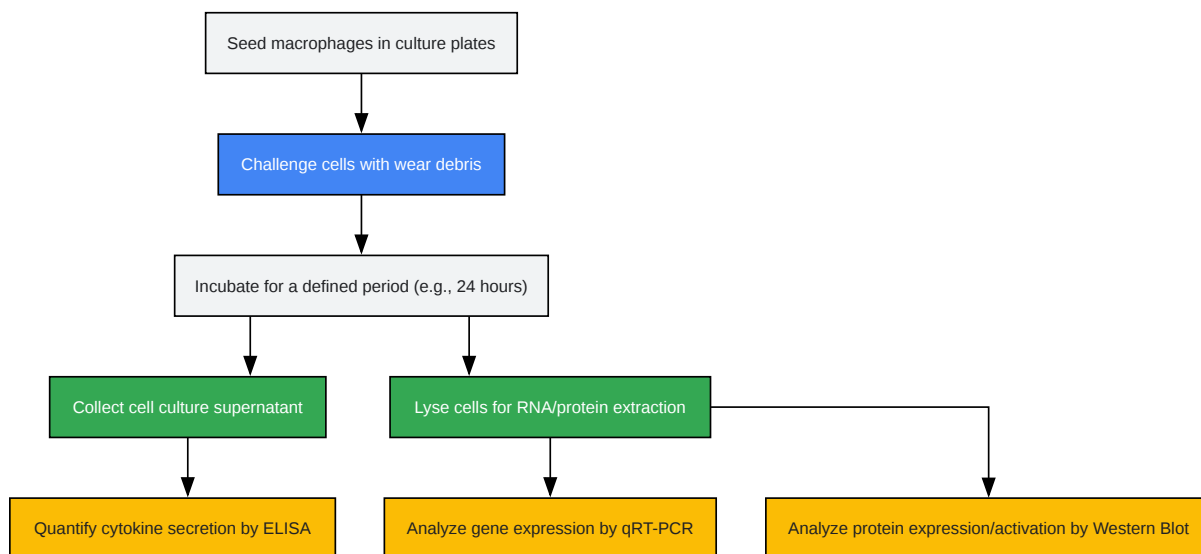 Seed macrophages in culture plates
Challenge cells with wear debris
Incubate for a defined period (e.g., 24 hours)
Collect cell culture supernatant
Lyse cells for RNA/protein extraction
Quantify cytokine secretion by ELISA
Analyze gene expression by qRT-PCR
Analyze protein expression/activation by Western Blot